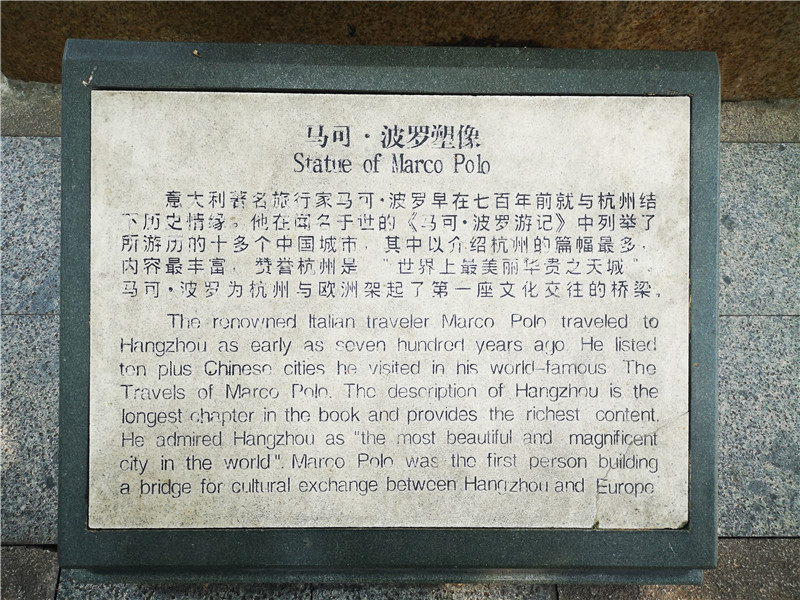 马可·波罗塑像
Statue of Marco Polo
意大利著名旅行家马可·波罗早在七百年前就与杭州结
下历史情缘。他在闻名于世的《马可·波罗游记》中列举了
所游历的十多个中国城市，其中以介绍杭州的篇幅最多，
内容最丰富，赞誉杭州是“世界上最美丽华贵之天城”。
马可·波罗为杭州与欧洲架起了第一座文化交往的桥梁。
The renowned Italian traveler Marco Polo traveled to
Hangzhou as early as seven hundred years ago. He listed
ten plus Chinese cities he visited in his world-famous The
Travels of Marco Polo. The description of Hangzhou is the
longest chapter in the book and provides the richest content.
He admired Hangzhou as "the most beautiful and magnificent
city in the world". Marco Polo was the first person building
a bridge for cultural exchange between Hangzhou and Europe